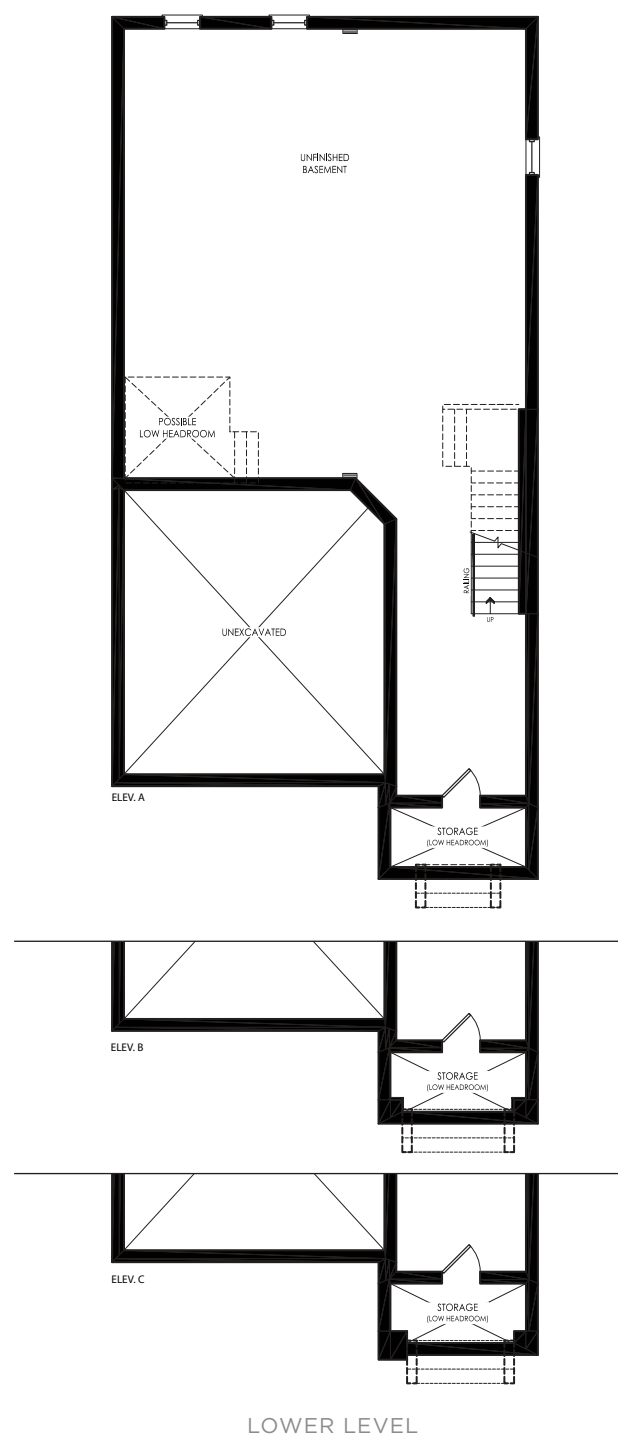 UNFINISHED
BASEMENT
POSSIBLE
LOW HEADROOM
RAILING
UP
UNEXCAVATED
ELEV. A
STORAGE
(LOW HEADROOM)
ELEV. B
STORAGE
(LOW HEADROOM)
ELEV. C
STORAGE
(LOW HEADROOM)
LOWER LEVEL